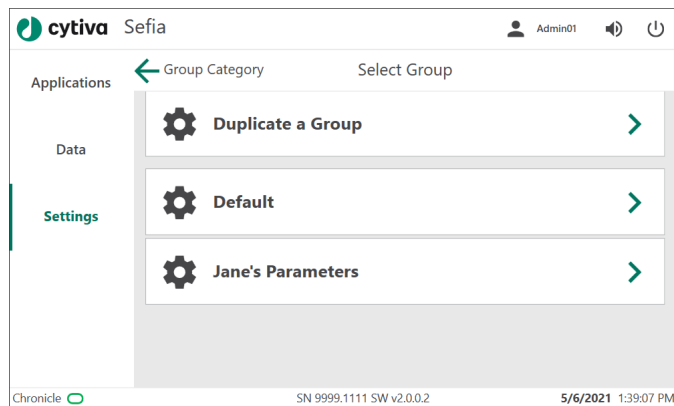 cytiva Sefia Admin01
Applications
Group Category Select Group
Duplicate a Group
Data
Default
Settings
Jane's Parameters
Chronicle SN 9999.1111 SW v2.0.0.2 5/6/2021 1:39:07 PM